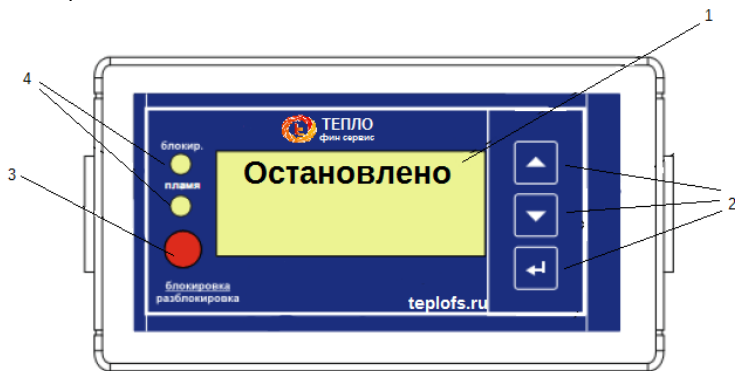 1
4
ТЕПЛО
фин сервис
блокир.
Остановлено
3
пламя
2
блокировка
разблокировка
teplofs.ru